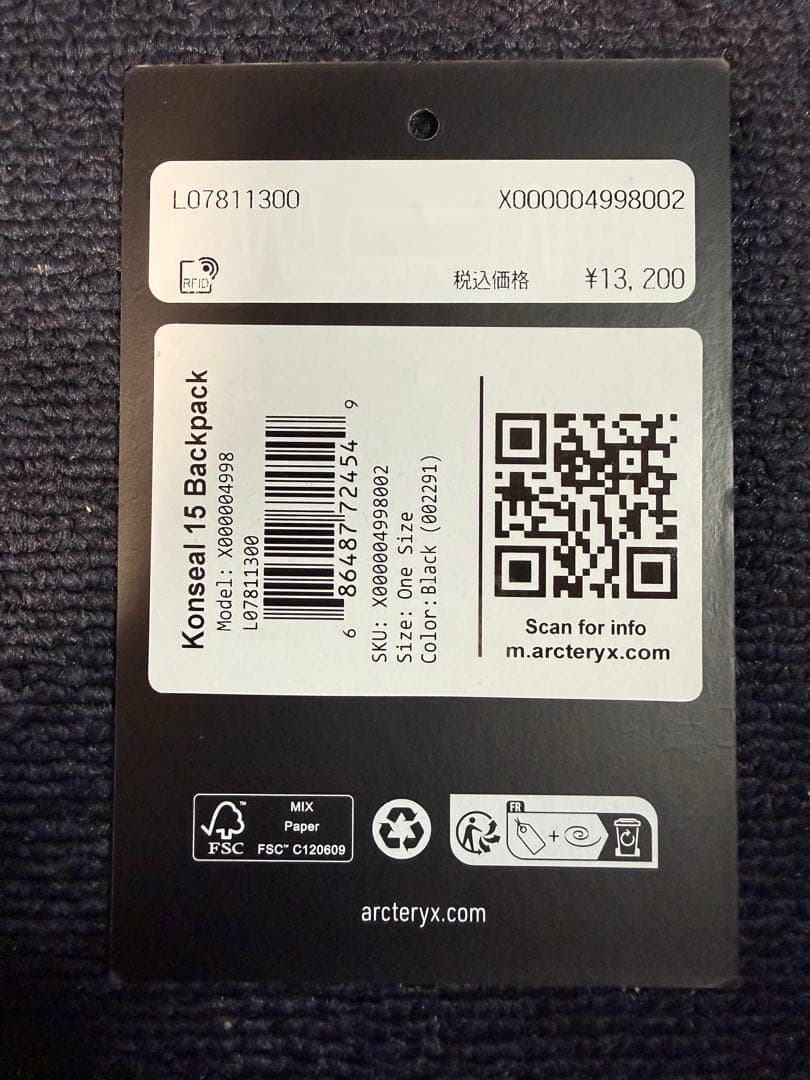 L07811300
X000004998002
RFID
税込価格 ¥13,200
Konseal 15 Backpack
Model: X000004998
L07811300
6 86487 72454 9
SKU: X000004998002
Size: One Size
Color:Black (002291)
Scan for info
m.arcteryx.com
FSC™
MIX
Paper
FSC™ C120609
FR
+
arcteryx.com